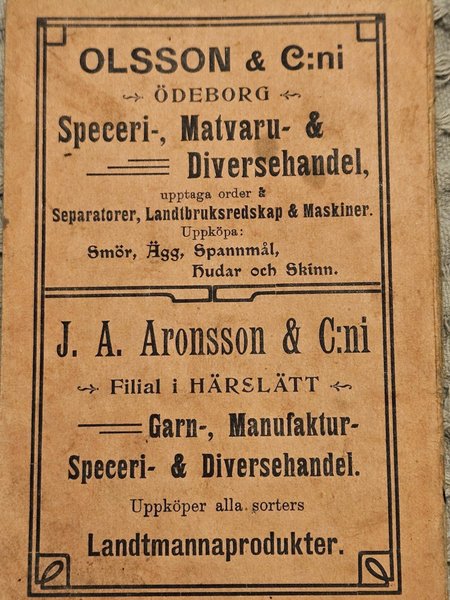 OLSSON & C:ni
ÖDEBORG
Speceri-, Matvaru- &
Diversehandel,
upptaga order å
Separatorer, Landtbruksredskap & Maskiner.
Uppköpa:
Smör, Ägg, Spannmål,
Hudar och Skinn.
J. A. Aronsson & C:ni
Filial i HÄRSLÄTT
Garn-, Manufaktur-
Speceri- & Diversehandel.
Uppköper alla sorters
Landtmannaprodukter.